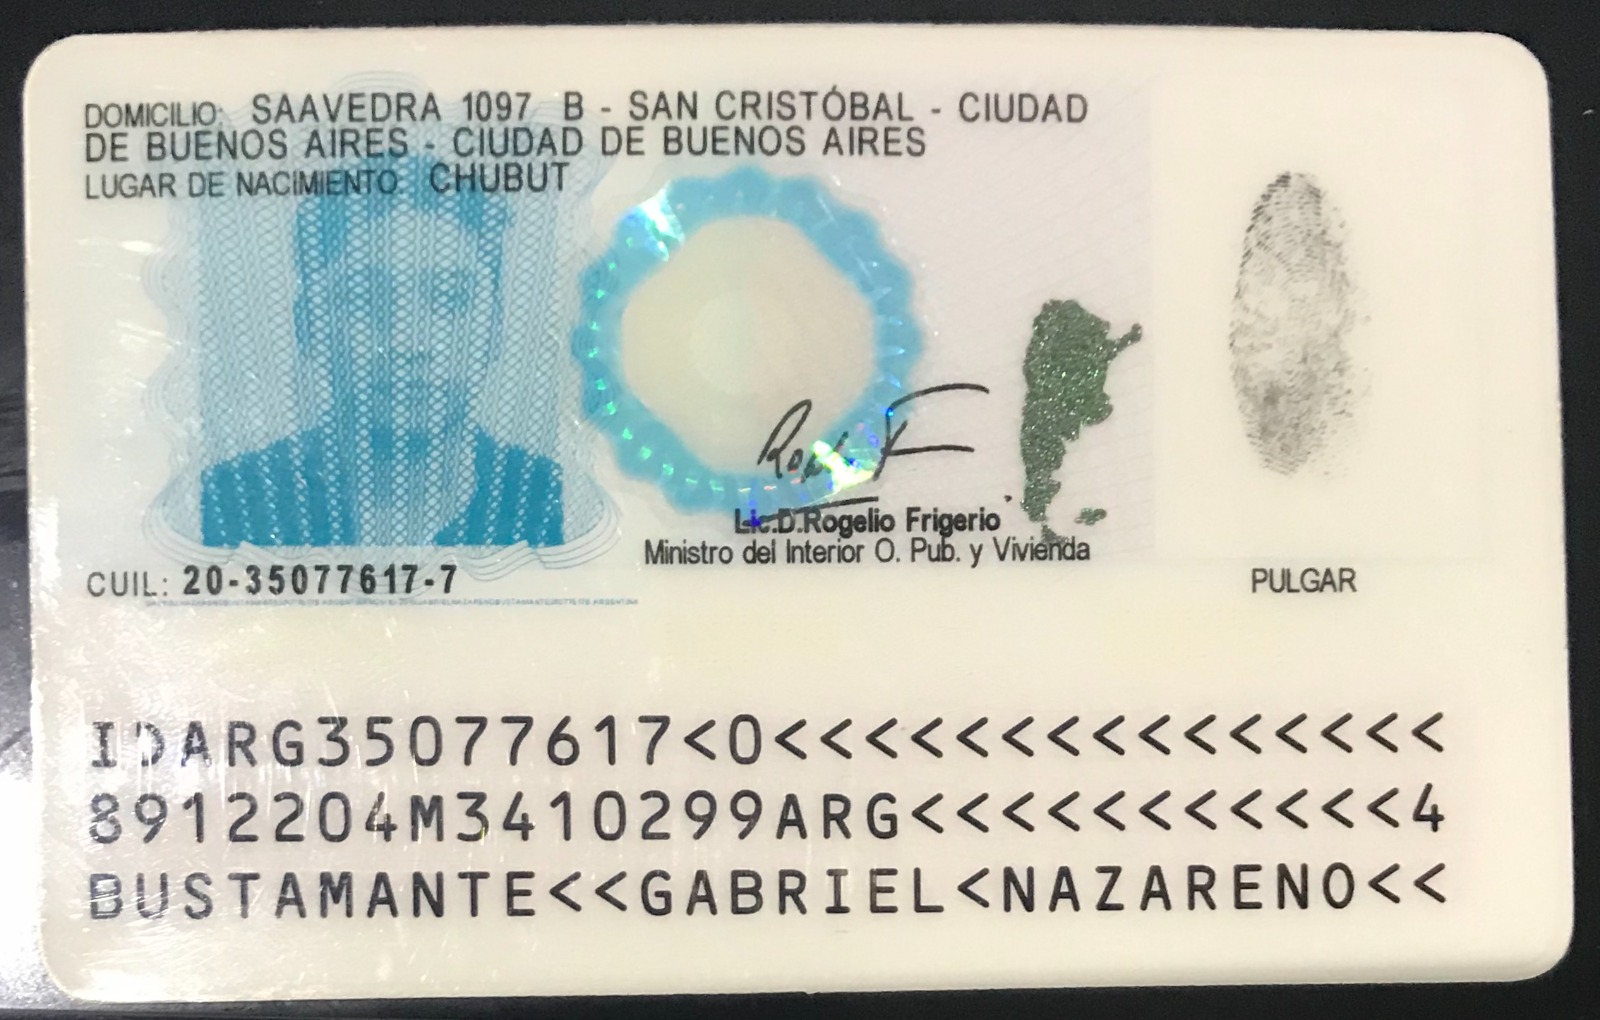 DOMICILIO: SAAVEDRA 1097 B - SAN CRISTÓBAL - CIUDAD
DE BUENOS AIRES - CIUDAD DE BUENOS AIRES
LUGAR DE NACIMIENTO CHUBUT
Lic.D.Rogelio Frigerio
Ministro del Interior O. Pub. y Vivienda
CUIL: 20-35077617-7
PULGAR
IDARG35077617<0<<<<<<<<<<<<<<<
8912204M3410299ARG<<<<<<<<<<<4
BUSTAMANTE<<GABRIEL<NAZARENO<<